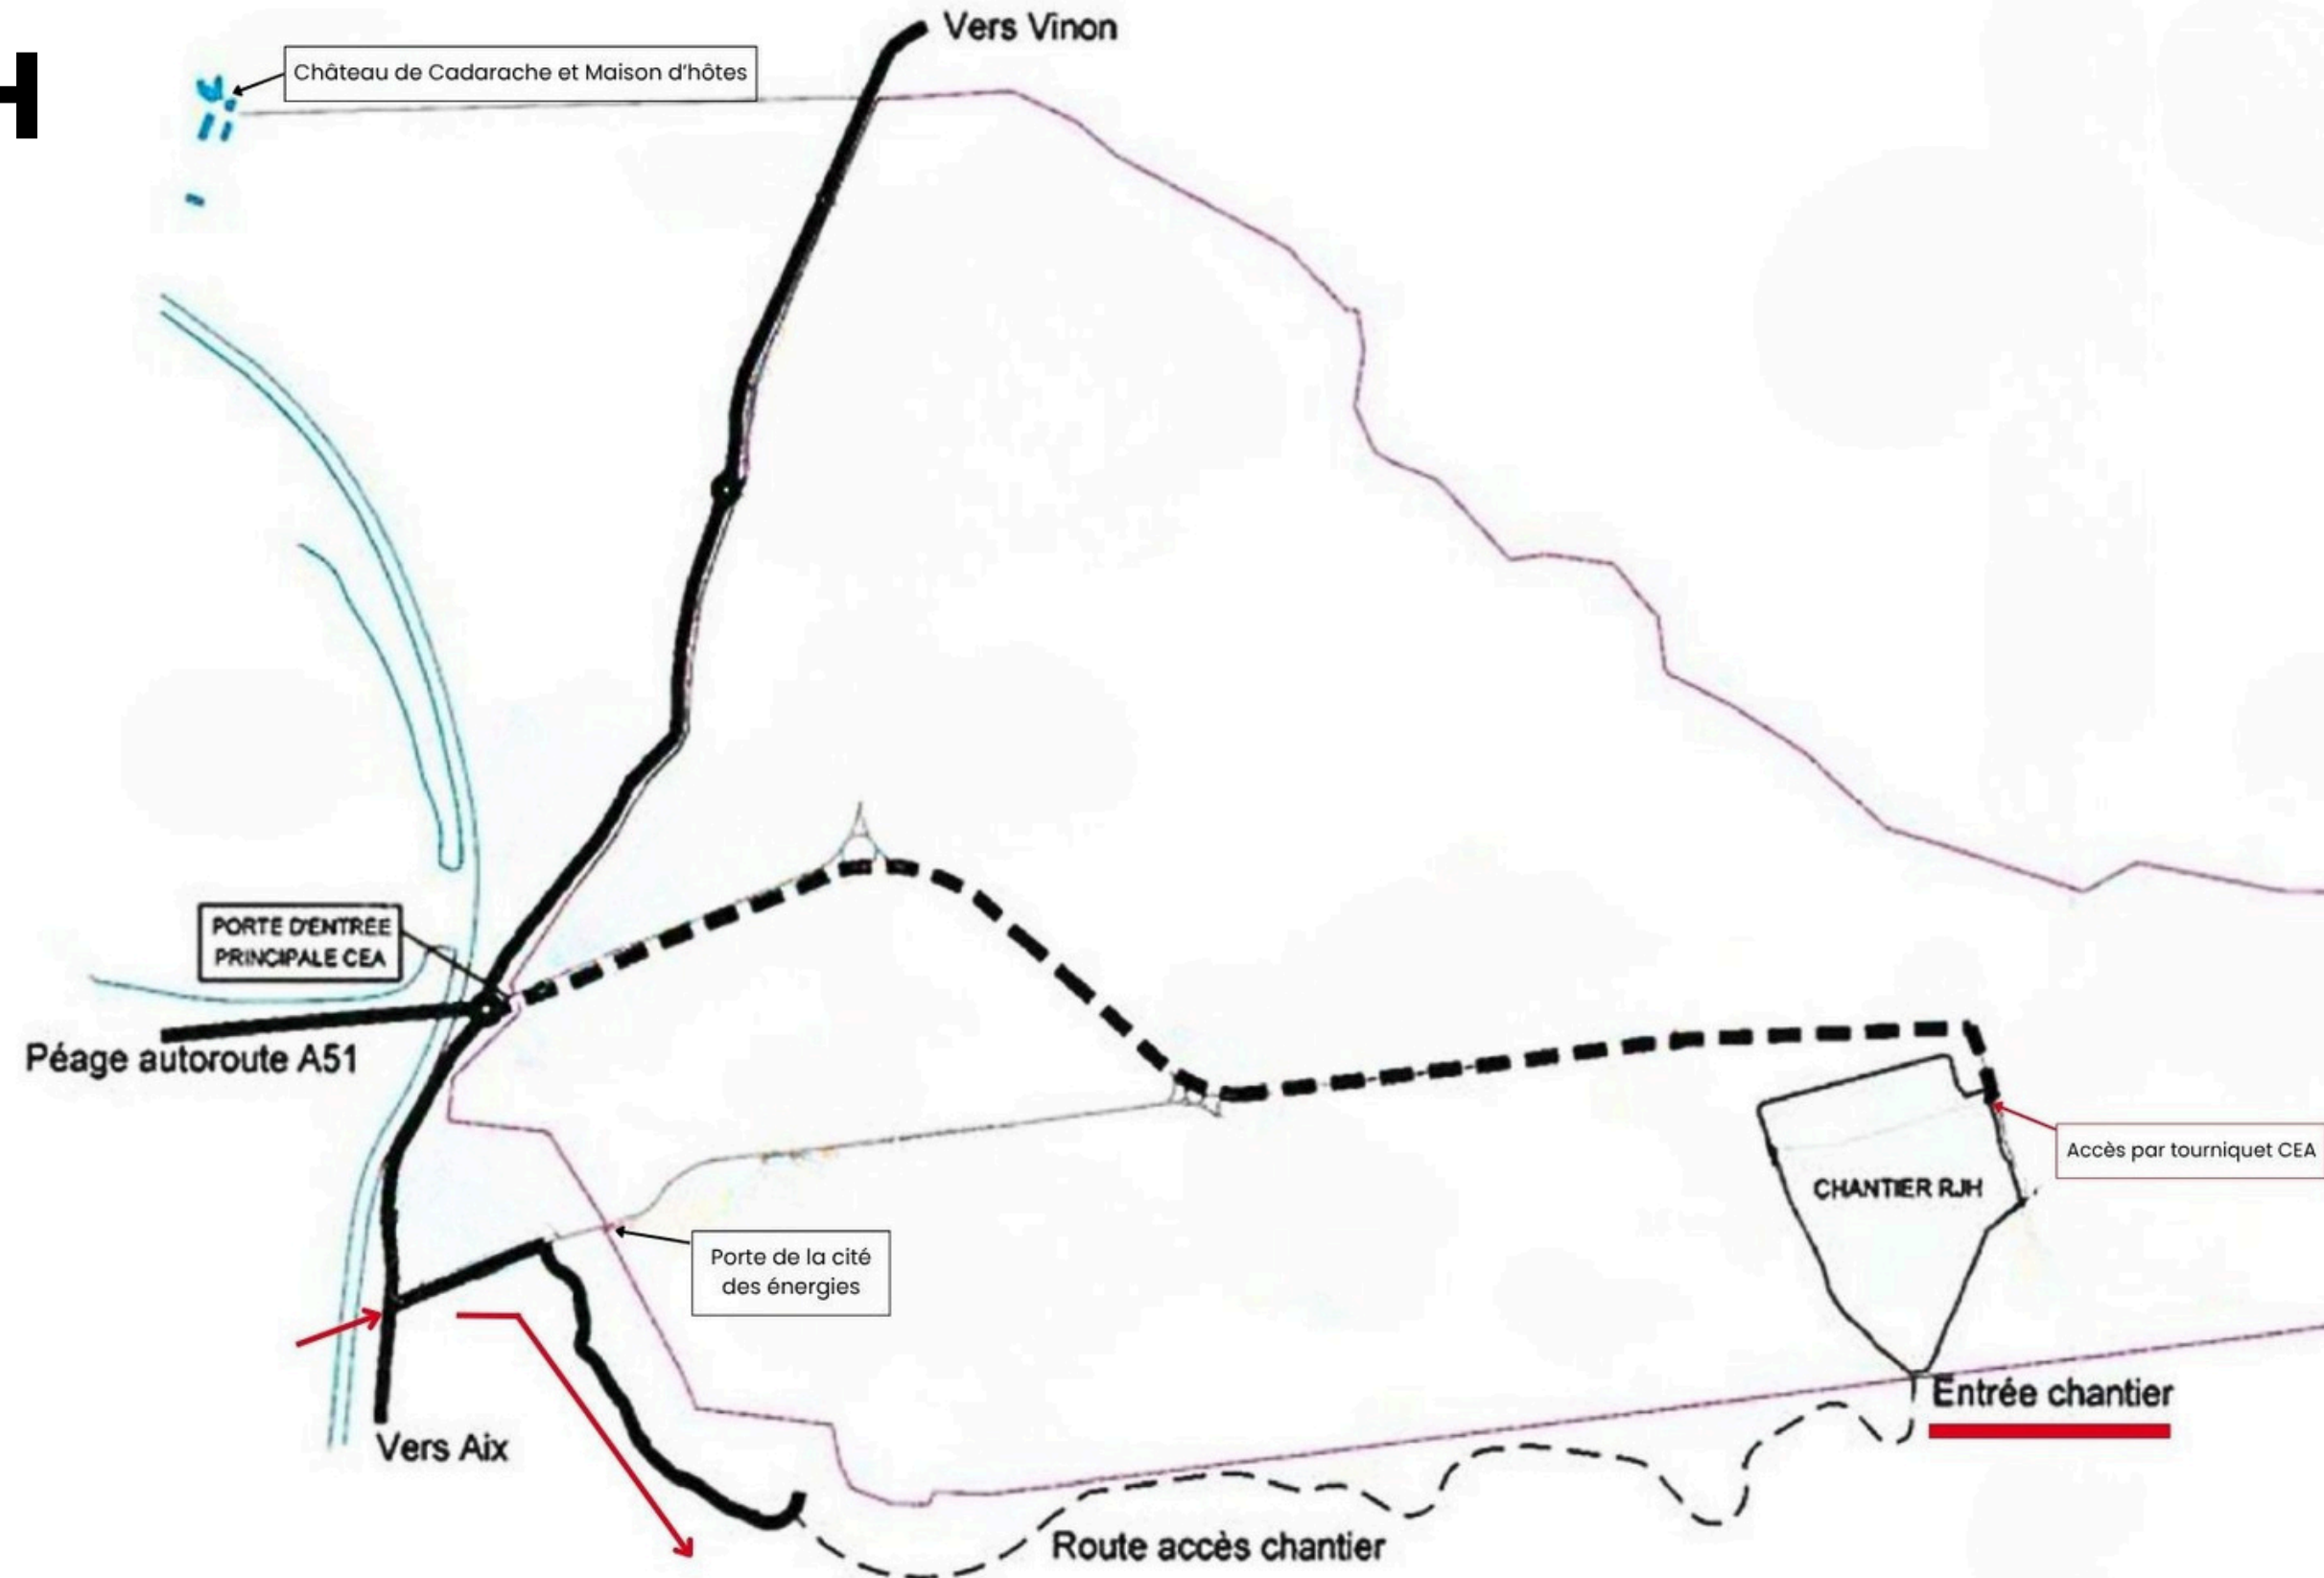 H
Vers Vinon
Château de Cadarache et Maison d'hôtes
PORTE D'ENTRÉE
PRINCIPALE CEA
Péage autoroute A51
Accès par tourniquet CEA
CHANTIER RJH
Porte de la cité
des énergies
Entrée chantier
Vers Aix
Route accès chantier